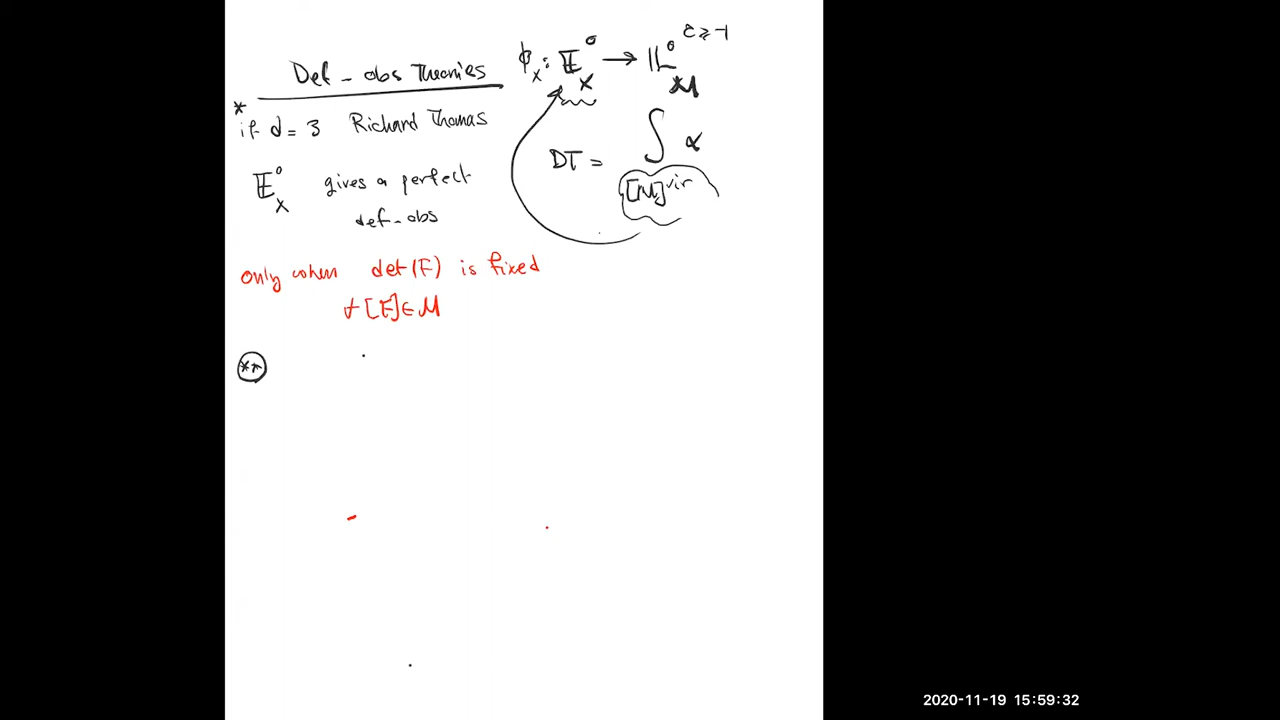 Def - obs Theories
ϕ_X : 𝔼°_X → 𝕃°_ℳ ^{≥ -1}
* if d = 3 Richard Thomas
DT = ∫_{[M]^{vir}} α
𝔼°_X gives a perfect
def-obs
only when det(F) is fixed
∀ [F] ∈ ℳ
**
2020-11-19 15:59:32